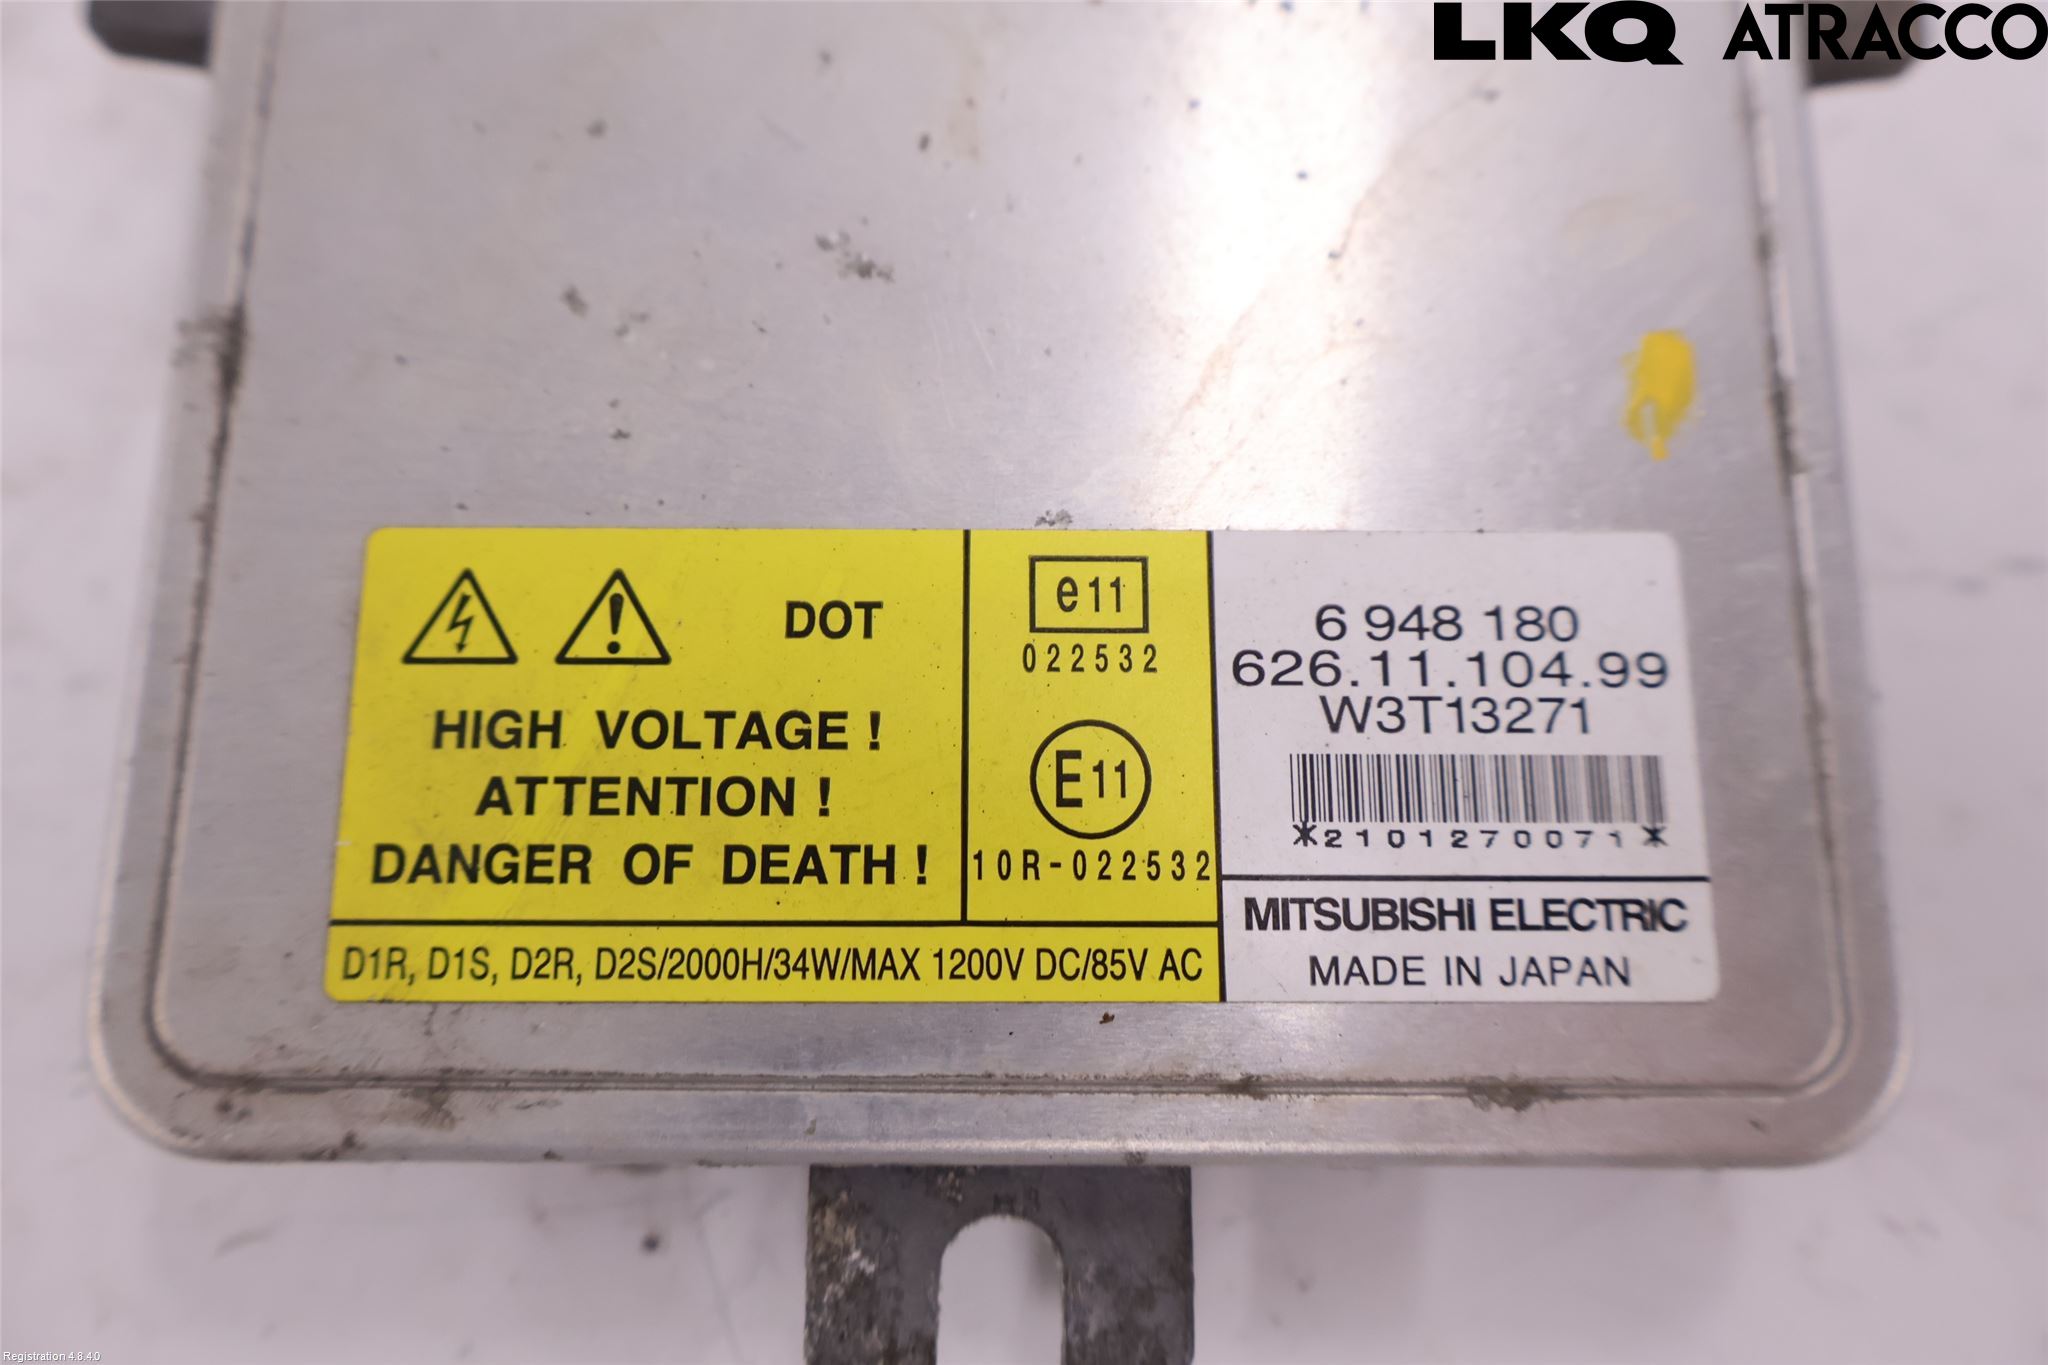 LKQ ATRACCO
DOT
HIGH VOLTAGE !
ATTENTION !
DANGER OF DEATH !
e11
022532
E11
10R-022532
6 948 180
626.11.104.99
W3T13271
*2101270071*
MITSUBISHI ELECTRIC
MADE IN JAPAN
D1R, D1S, D2R, D2S/2000H/34W/MAX 1200V DC/85V AC
Registration 4.8.4.0